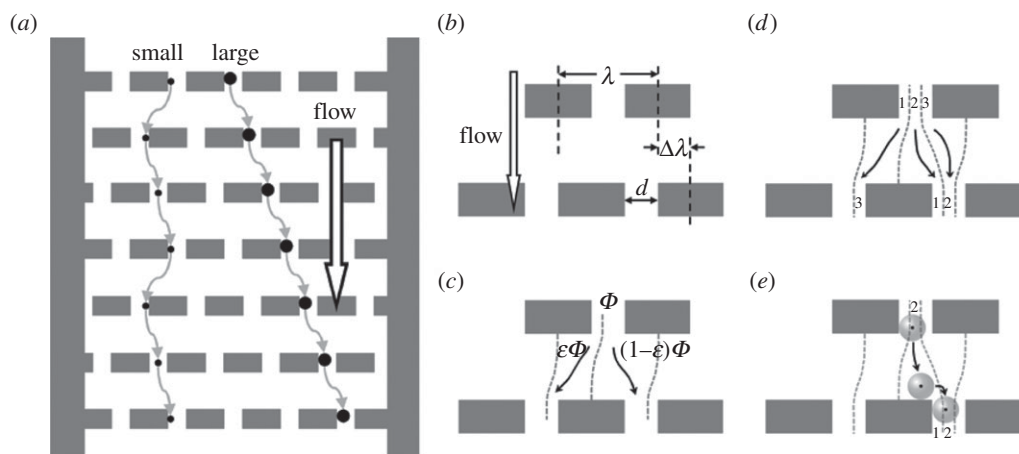 (a)
small large
flow
(b)
λ
flow
Δλ
d
(c)
Φ
εΦ
(1–ε)Φ
(d)
1 2 3
3
1 2
(e)
2
1 2